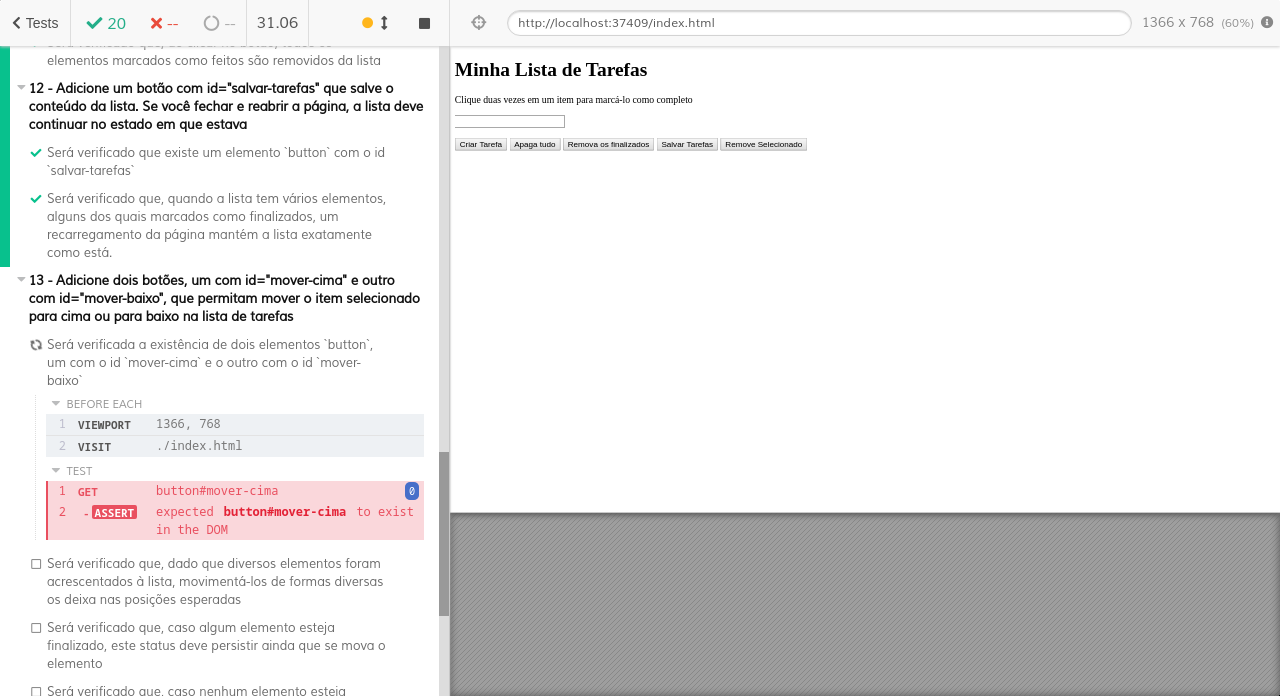 Tests
20
--
--
31.06
http://localhost:37409/index.html
1366 x 768 (60%)
Será verificado que, ao clicar no botão, todos os
elementos marcados como feitos são removidos da lista
12 - Adicione um botão com id="salvar-tarefas" que salve o
conteúdo da lista. Se você fechar e reabrir a página, a lista deve
continuar no estado em que estava
Será verificado que existe um elemento `button` com o id
`salvar-tarefas`
Será verificado que, quando a lista tem vários elementos,
alguns dos quais marcados como finalizados, um
recarregamento da página mantém a lista exatamente
como está.
13 - Adicione dois botões, um com id="mover-cima" e outro
com id="mover-baixo", que permitam mover o item selecionado
para cima ou para baixo na lista de tarefas
Será verificada a existência de dois elementos `button`,
um com o id `mover-cima` e o outro com o id `mover-
baixo`
BEFORE EACH
1 VIEWPORT 1366, 768
2 VISIT ./index.html
TEST
1 GET button#mover-cima 0
2 - ASSERT expected button#mover-cima to exist
in the DOM
Será verificado que, dado que diversos elementos foram
acrescentados à lista, movimentá-los de formas diversas
os deixa nas posições esperadas
Será verificado que, caso algum elemento esteja
finalizado, este status deve persistir ainda que se mova o
elemento
Será verificado que, caso nenhum elemento esteja
Minha Lista de Tarefas
Clique duas vezes em um item para marcá-lo como completo
Criar Tarefa Apaga tudo Remova os finalizados Salvar Tarefas Remove Selecionado